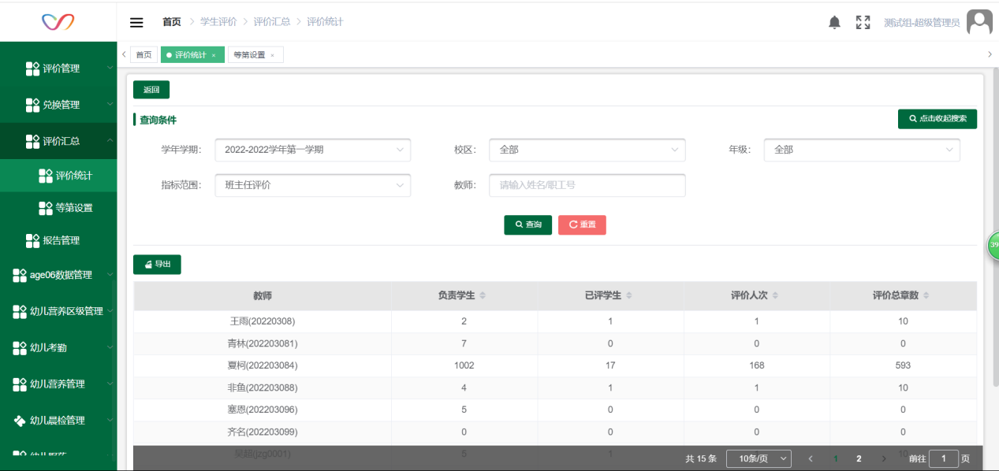 首页 > 学生评价 > 评价汇总 > 评价统计
测试组-超级管理员
首页
评价统计 ×
等第设置 ×
评价管理
兑换管理
评价汇总
评价统计
等第设置
报告管理
age06数据管理
幼儿营养区级管理
幼儿考勤
幼儿营养管理
幼儿晨检管理
返回
查询条件
点击收起搜索
学年学期: 2022-2022学年第一学期
校区: 全部
年级: 全部
指标范围: 班主任评价
教师: 请输入姓名/职工号
查询
重置
39
导出
教师 负责学生 已评学生 评价人次 评价总章数
王雨(20220308) 2 1 1 10
青林(202203081) 7 0 0 0
夏柯(202203084) 1002 17 168 593
非鱼(202203088) 4 1 1 10
塞恩(202203096) 5 0 0 0
齐名(202203099) 0 0 0 0
吴超(jzg0001) 5 1 10
共 15 条 10条/页 < 1 2 > 前往 1 页